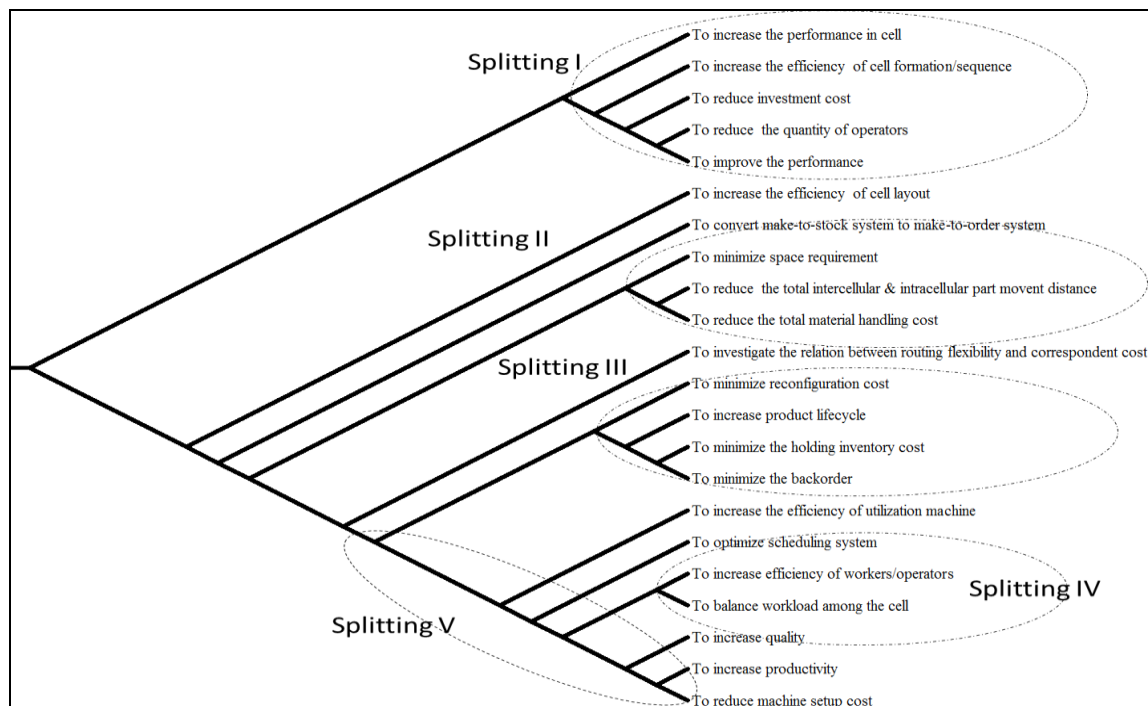 To increase the performance in cell
Splitting I
To increase the efficiency of cell formation/sequence
To reduce investment cost
To reduce the quantity of operators
To improve the performance
To increase the efficiency of cell layout
To convert make-to-stock system to make-to-order system
Splitting II
To minimize space requirement
To reduce the total intercellular & intracellular part movent distance
To reduce the total material handling cost
To investigate the relation between routing flexibility and correspondent cost
Splitting III
To minimize reconfiguration cost
To increase product lifecycle
To minimize the holding inventory cost
To minimize the backorder
To increase the efficiency of utilization machine
To optimize scheduling system
To increase efficiency of workers/operators
Splitting IV
To balance workload among the cell
Splitting V
To increase quality
To increase productivity
To reduce machine setup cost